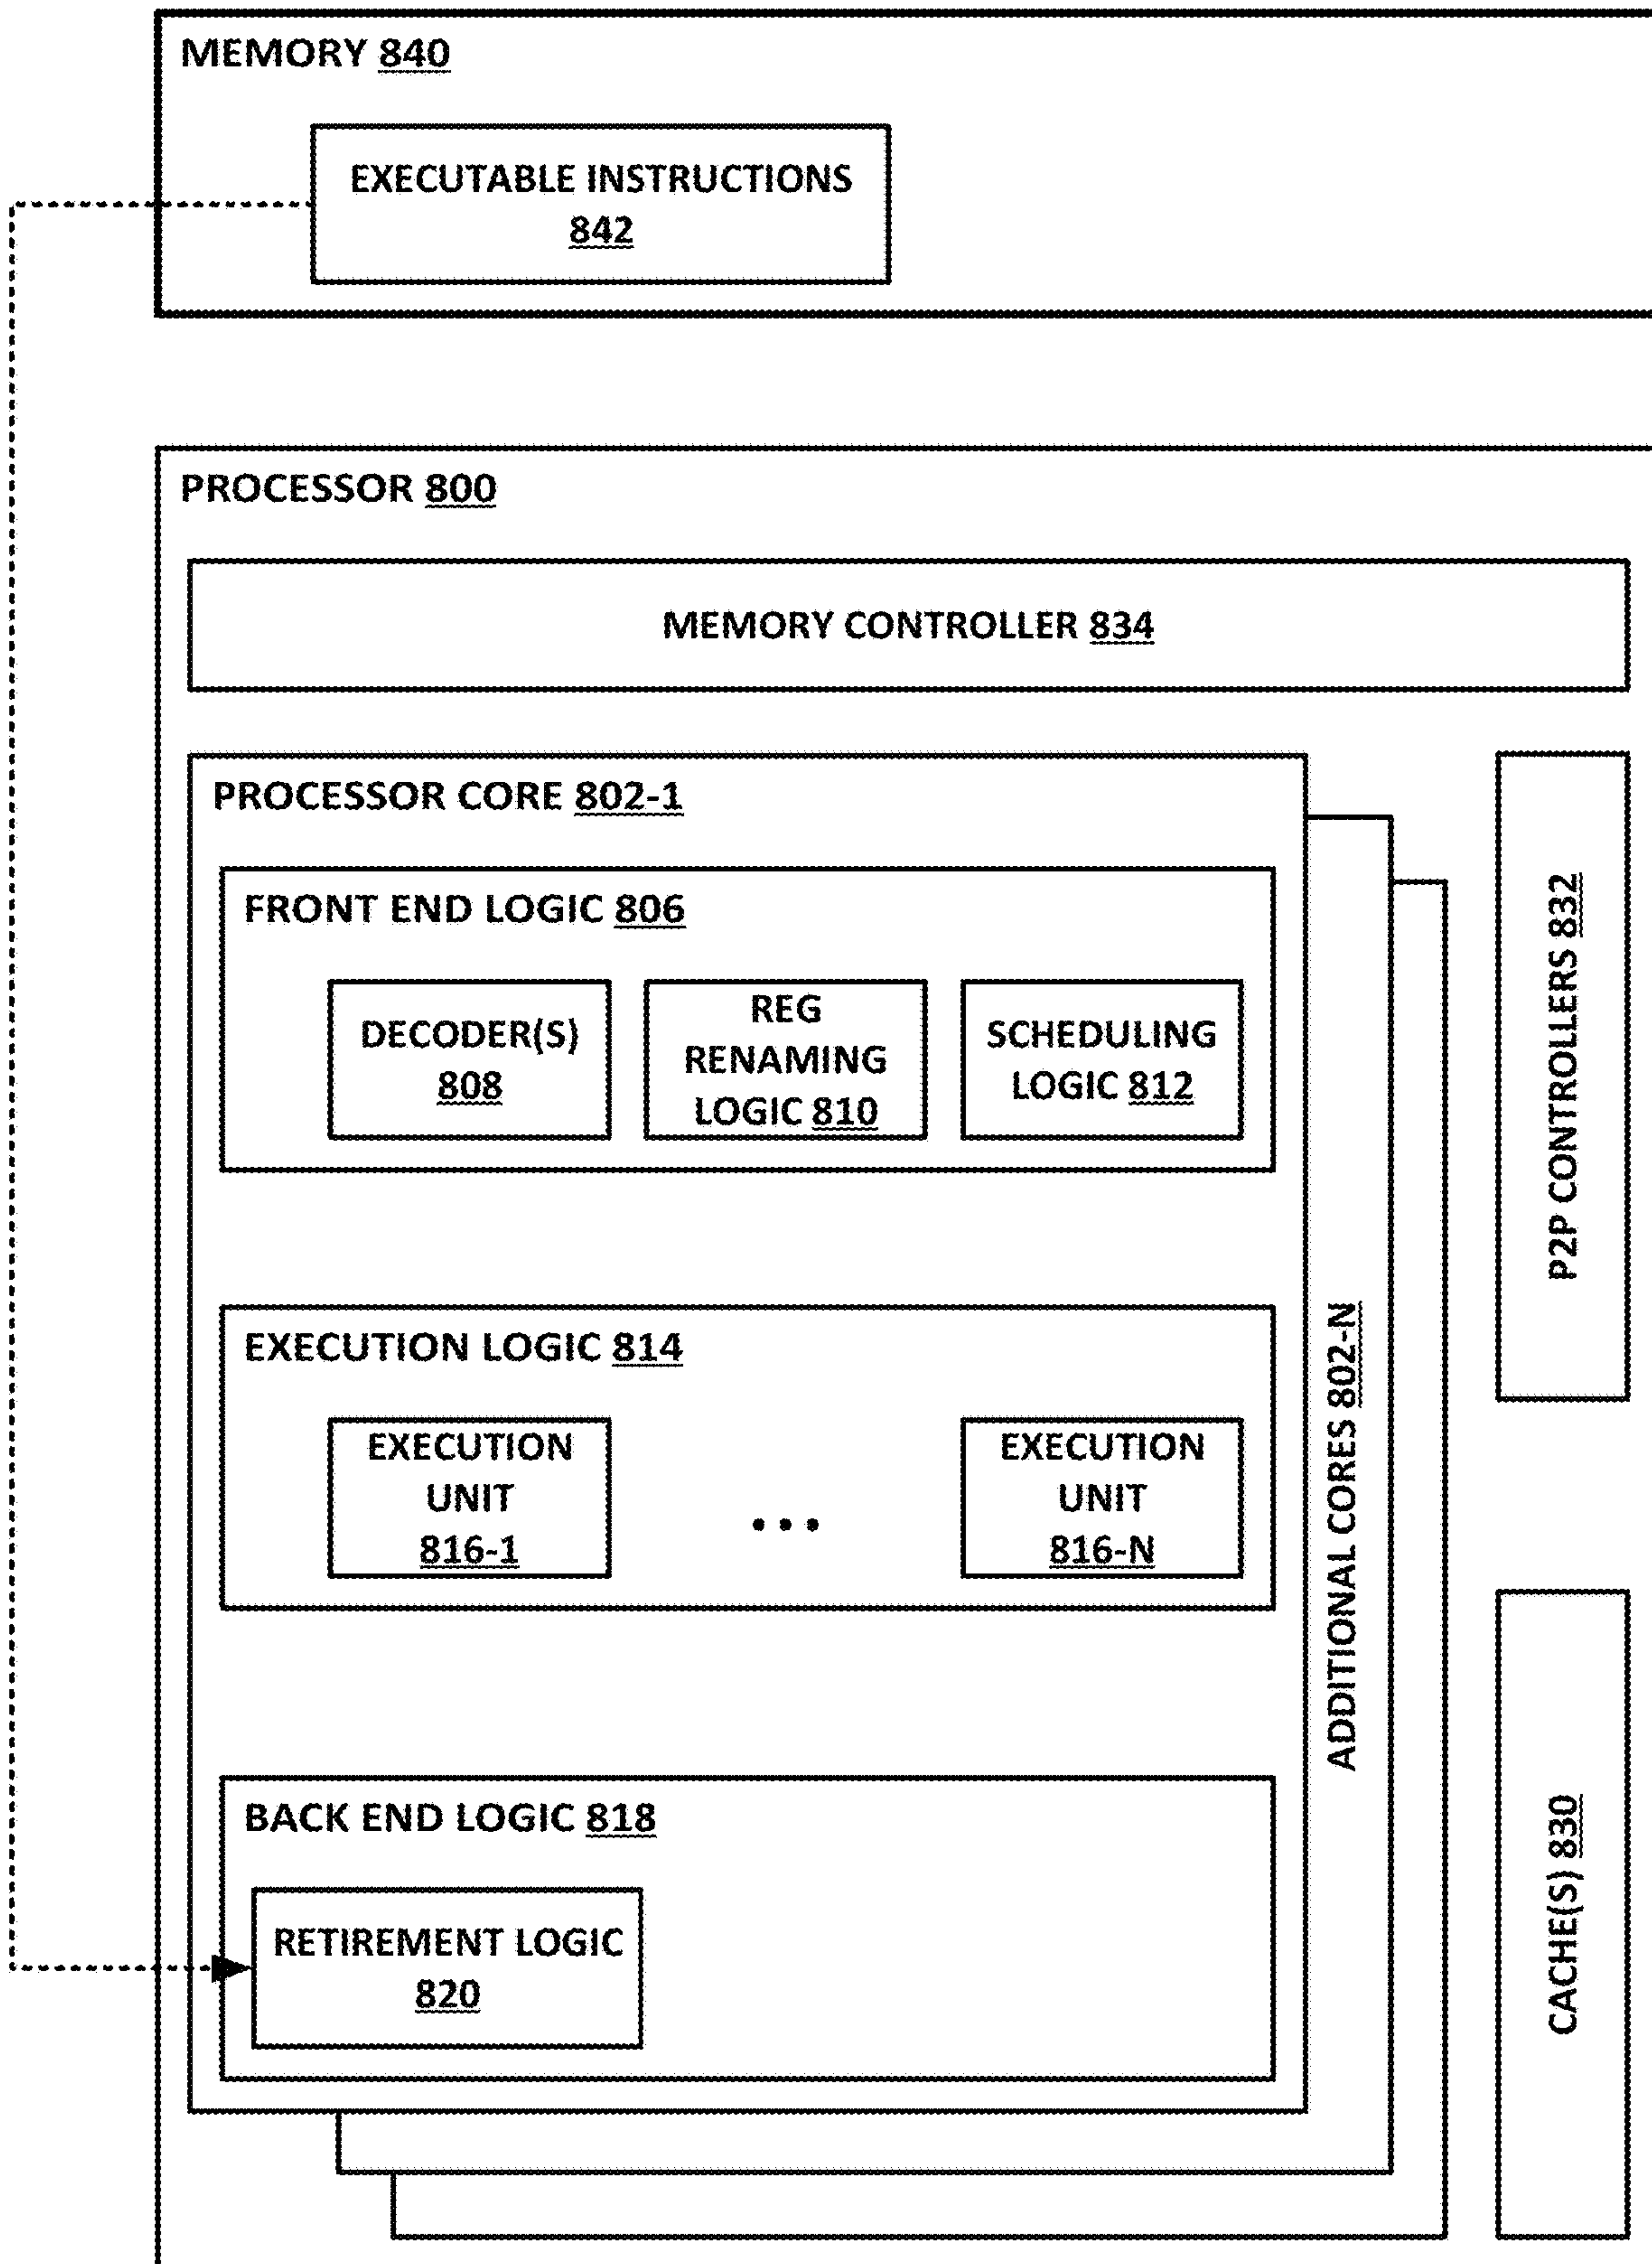 MEMORY 840
EXECUTABLE INSTRUCTIONS
842
PROCESSOR 800
MEMORY CONTROLLER 834
PROCESSOR CORE 802-1
FRONT END LOGIC 806
DECODER(S)
808
REG
RENAMING
LOGIC 810
SCHEDULING
LOGIC 812
EXECUTION LOGIC 814
EXECUTION
UNIT
816-1
...
EXECUTION
UNIT
816-N
BACK END LOGIC 818
RETIREMENT LOGIC
820
ADDITIONAL CORES 802-N
P2P CONTROLLERS 832
CACHE(S) 830